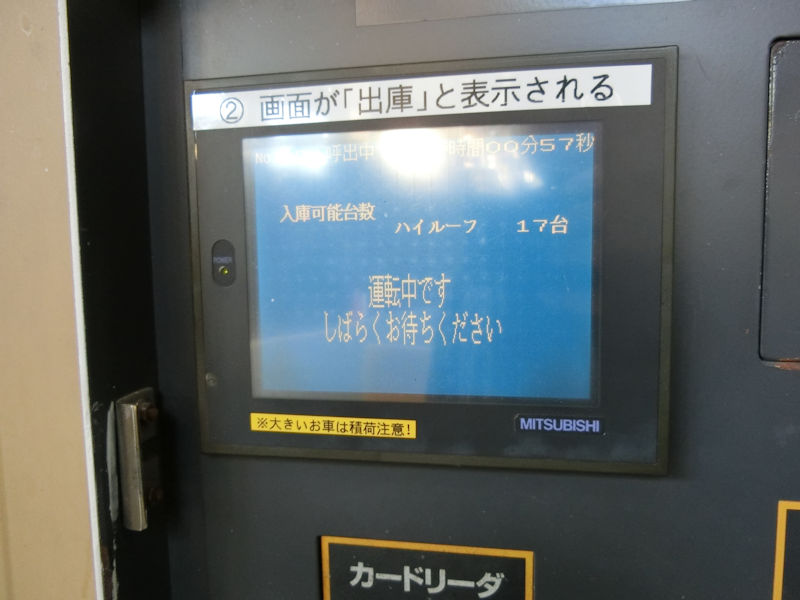 ② 画面が「出庫」と表示される
No. 呼出中 時間00分57秒
入庫可能台数
ハイルーフ 17台
運転中です
しばらくお待ちください
POWER
※大きいお車は積荷注意!
MITSUBISHI
カードリーダ